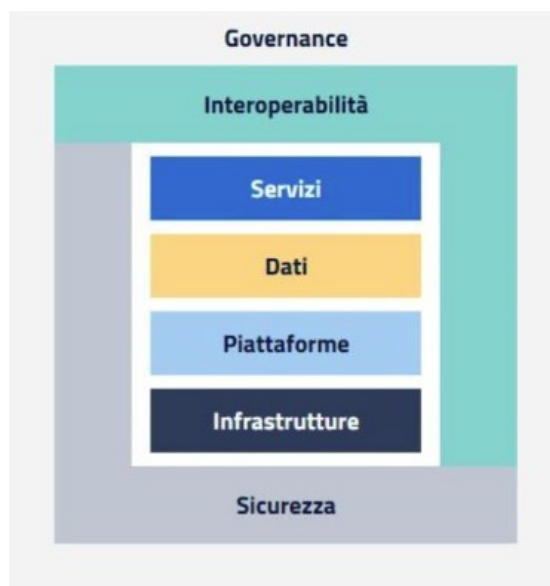 Governance
Interoperabilità
Servizi
Dati
Piattaforme
Infrastrutture
Sicurezza